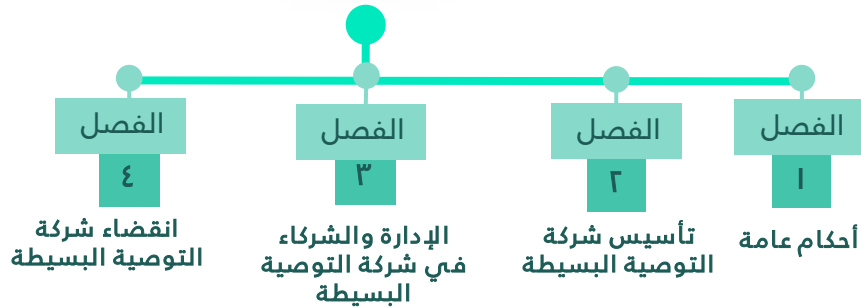 الفصل
١
أحكام عامة
الفصل
٢
تأسيس شركة
التوصية البسيطة
الفصل
٣
الإدارة والشركاء
في شركة التوصية
البسيطة
الفصل
٤
انقضاء شركة
التوصية البسيطة